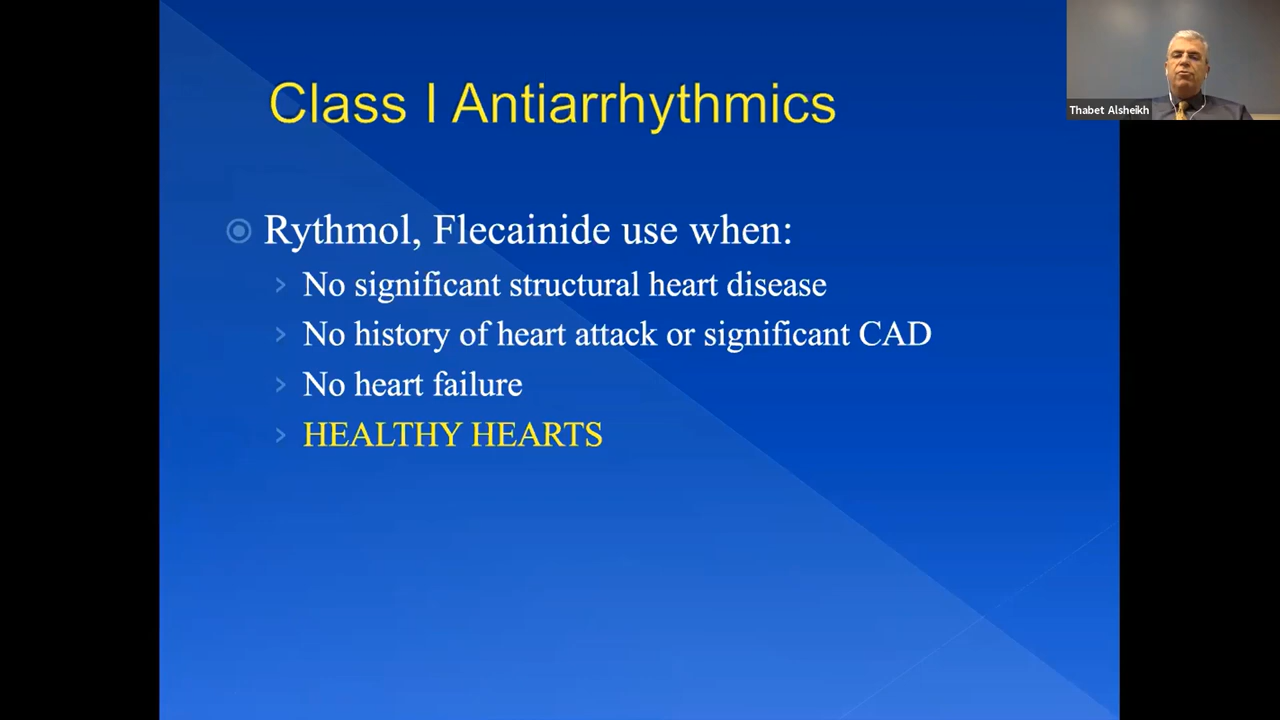 Class I Antiarrhythmics
Thabet Alsheikh
Rythmol, Flecainide use when:
No significant structural heart disease
No history of heart attack or significant CAD
No heart failure
HEALTHY HEARTS